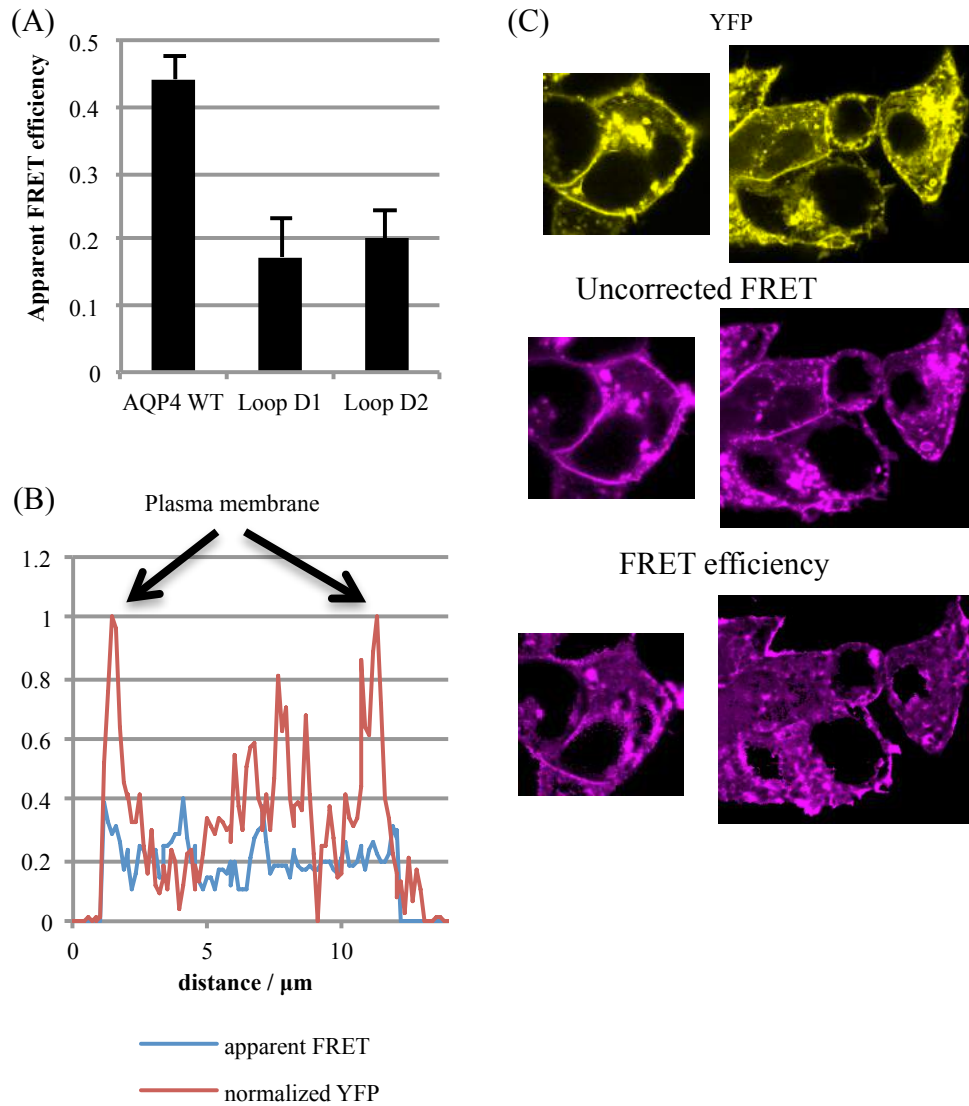 (A)
0.5
0.4
0.3
0.2
0.1
0
Apparent FRET efficiency
AQP4 WT
Loop D1
Loop D2
(B)
Plasma membrane
1.2
1
0.8
0.6
0.4
0.2
0
0
5
10
distance / µm
apparent FRET
normalized YFP
(C)
YFP
Uncorrected FRET
FRET efficiency